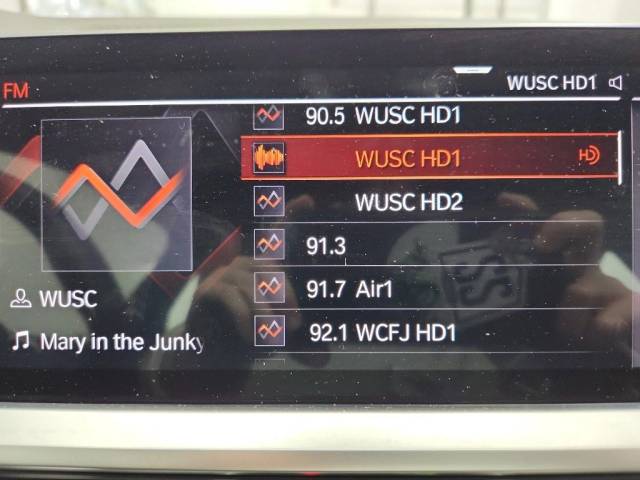 FM
WUSC HD1
90.5 WUSC HD1
WUSC HD1 HD
WUSC HD2
91.3
91.7 Air1
92.1 WCFJ HD1
WUSC
Mary in the Junky